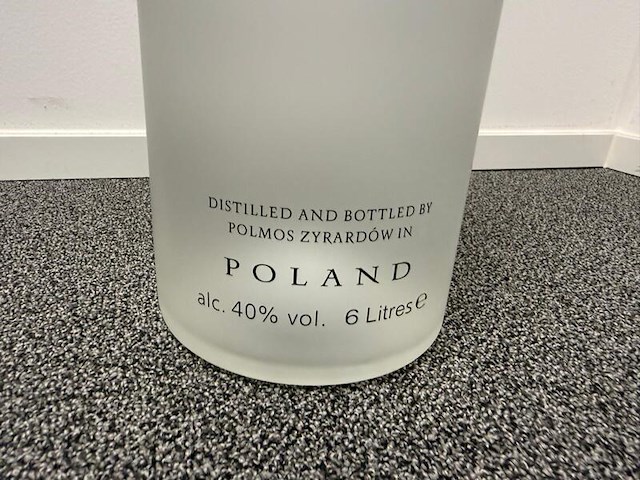 DISTILLED AND BOTTLED BY
POLMOS ZYRARDÓW IN
POLAND
alc. 40% vol. 6 Litres ℮